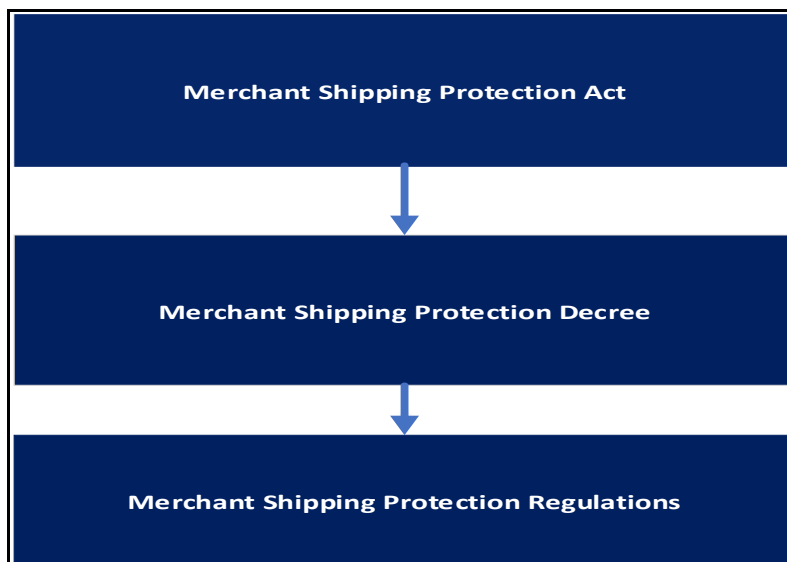 Merchant Shipping Protection Act
Merchant Shipping Protection Decree
Merchant Shipping Protection Regulations